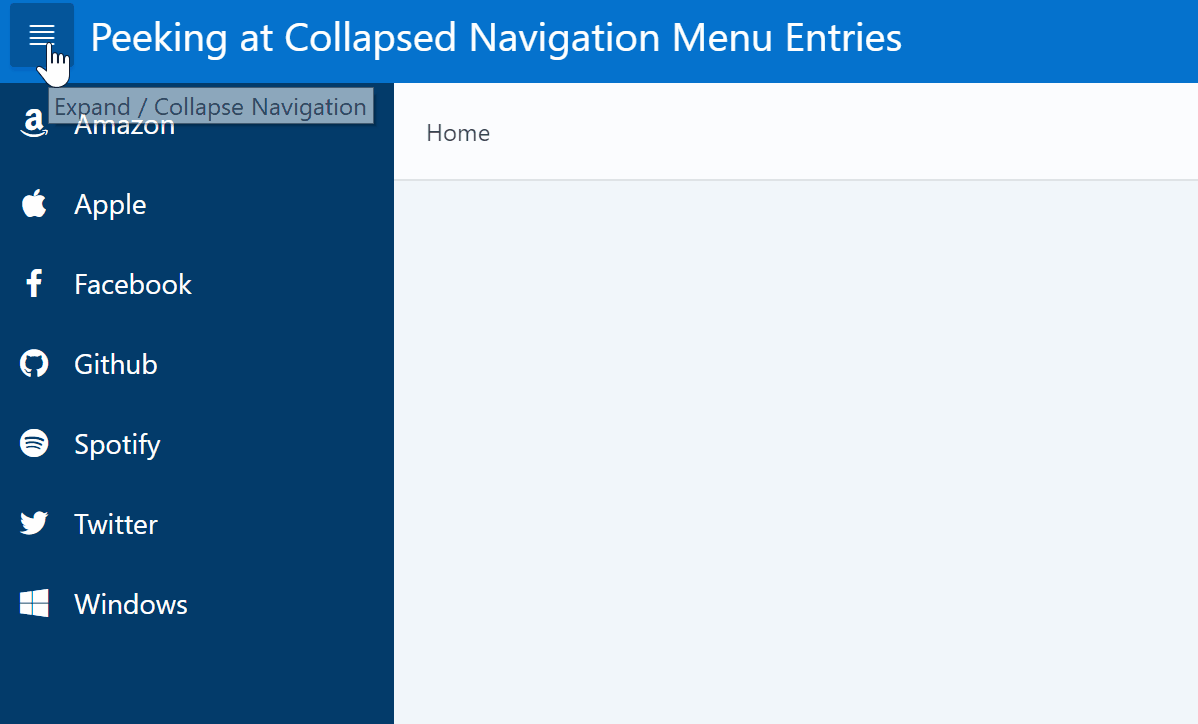 Peeking at Collapsed Navigation Menu Entries
Expand / Collapse Navigation
Amazon
Home
Apple
Facebook
Github
Spotify
Twitter
Windows